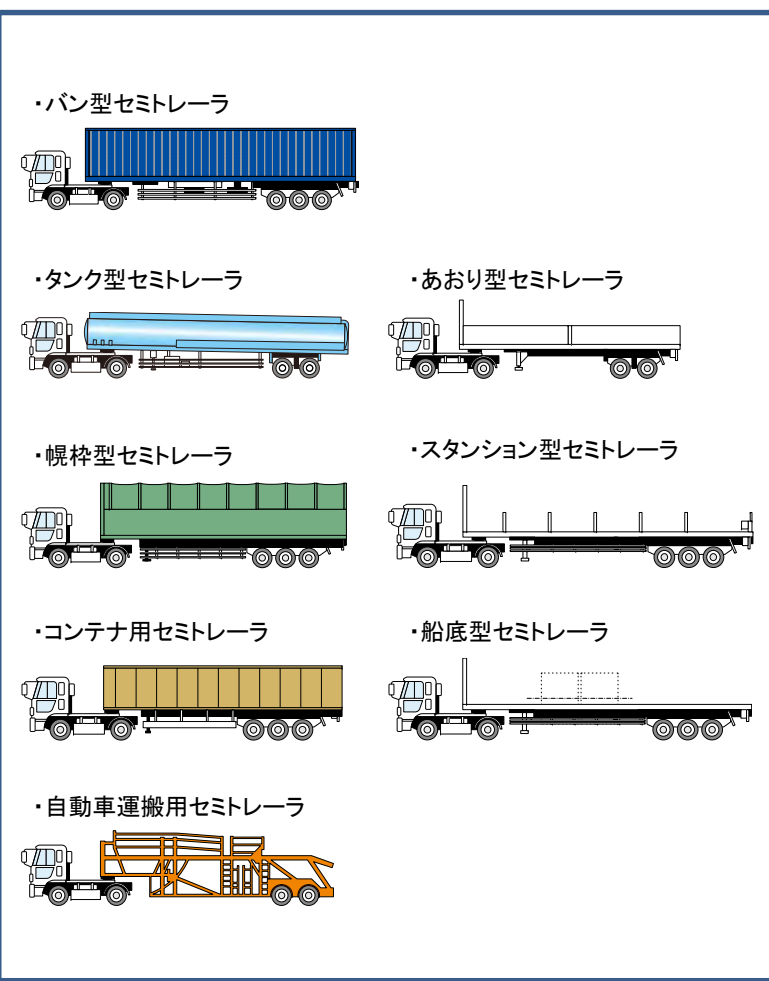 ・バン型セミトレーラ
・タンク型セミトレーラ
・あおり型セミトレーラ
・幌枠型セミトレーラ
・スタンション型セミトレーラ
・コンテナ用セミトレーラ
・船底型セミトレーラ
・自動車運搬用セミトレーラ